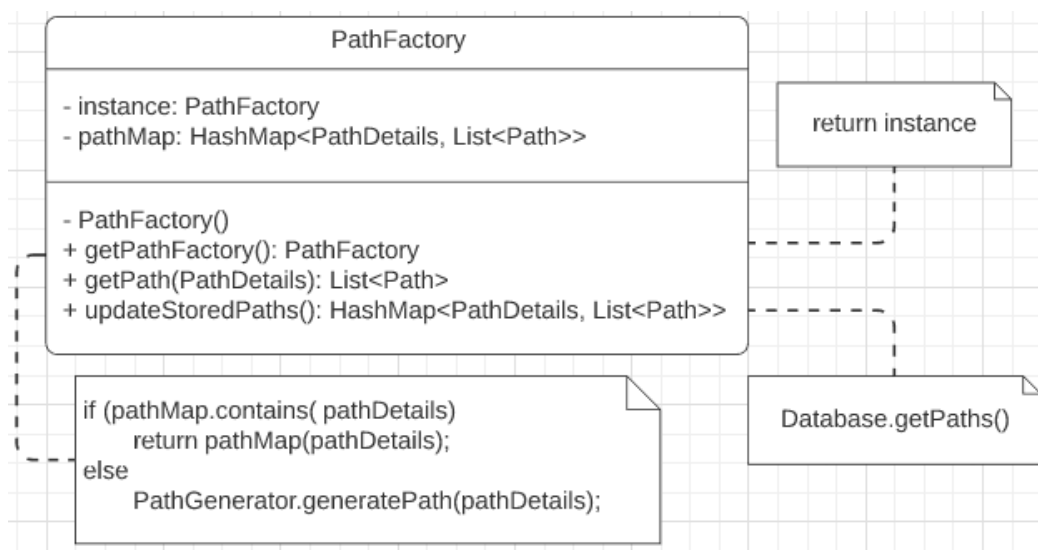 PathFactory
- instance: PathFactory
- pathMap: HashMap<PathDetails, List<Path>>
- PathFactory()
+ getPathFactory(): PathFactory
+ getPath(PathDetails): List<Path>
+ updateStoredPaths(): HashMap<PathDetails, List<Path>>
return instance
if (pathMap.contains( pathDetails)
return pathMap(pathDetails);
else
PathGenerator.generatePath(pathDetails);
Database.getPaths()